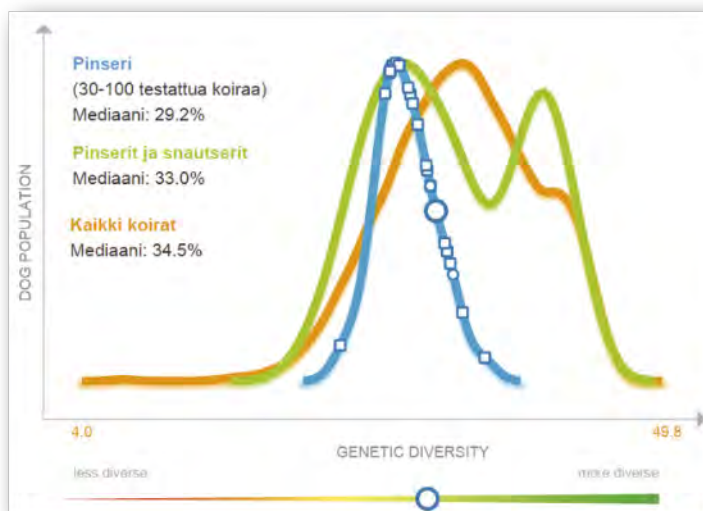 Pinseri
(30-100 testattua koiraa)
Mediaani: 29.2%
Pinserit ja snautserit
Mediaani: 33.0%
Kaikki koirat
Mediaani: 34.5%
DOG POPULATION
4.0
49.8
GENETIC DIVERSITY
less diverse
more diverse